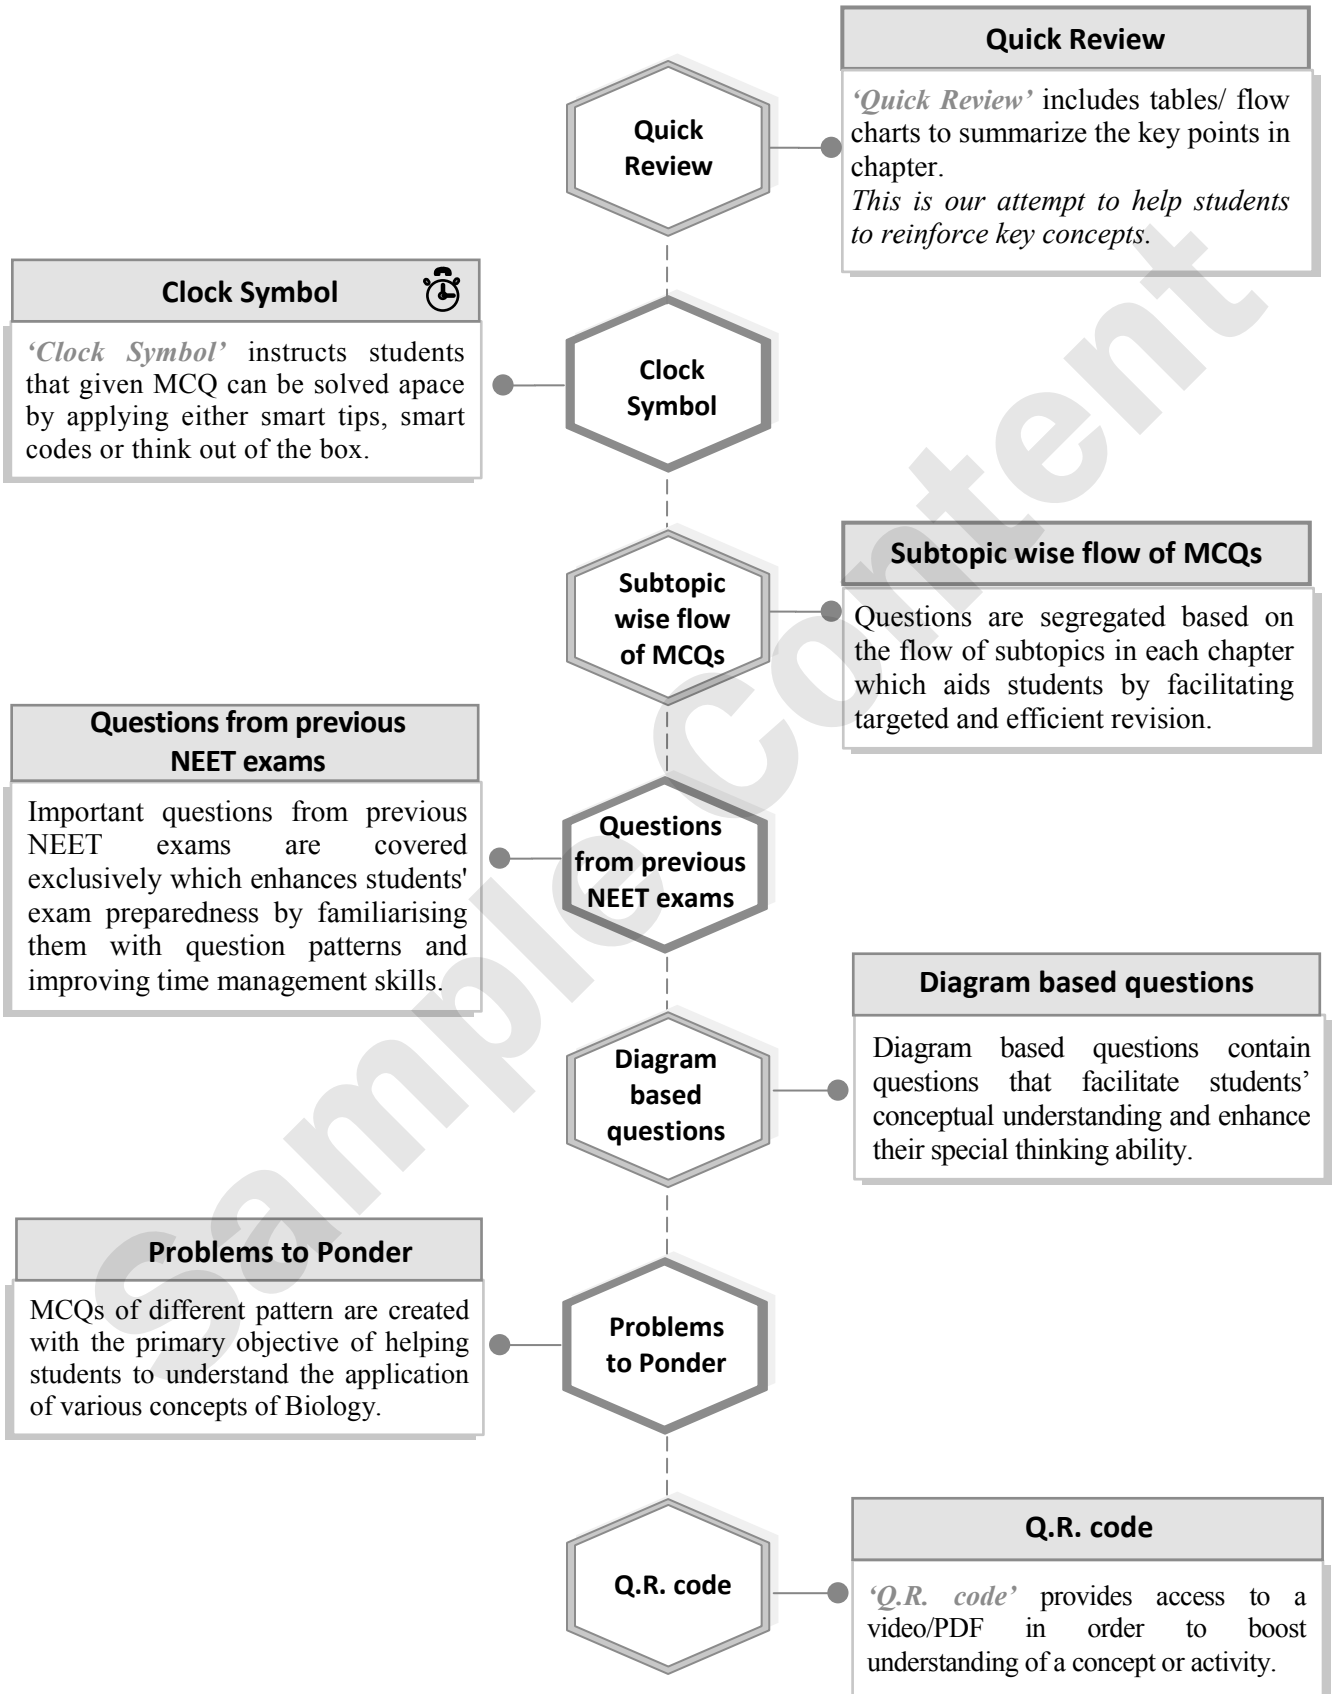 Quick Review
‘Quick Review’ includes tables/ flow
charts to summarize the key points in
chapter.
This is our attempt to help students
to reinforce key concepts.
Quick
Review
Clock Symbol
‘Clock Symbol’ instructs students
that given MCQ can be solved apace
by applying either smart tips, smart
codes or think out of the box.
Clock
Symbol
Subtopic wise flow of MCQs
Questions are segregated based on
the flow of subtopics in each chapter
which aids students by facilitating
targeted and efficient revision.
Subtopic
wise flow
of MCQs
Questions from previous
NEET exams
Important questions from previous
NEET exams are covered
exclusively which enhances students'
exam preparedness by familiarising
them with question patterns and
improving time management skills.
Questions
from previous
NEET exams
Diagram based questions
Diagram based questions contain
questions that facilitate students’
conceptual understanding and enhance
their special thinking ability.
Diagram
based
questions
Problems to Ponder
MCQs of different pattern are created
with the primary objective of helping
students to understand the application
of various concepts of Biology.
Problems
to Ponder
Q.R. code
‘Q.R. code’ provides access to a
video/PDF in order to boost
understanding of a concept or activity.
Q.R. code
Sample Content